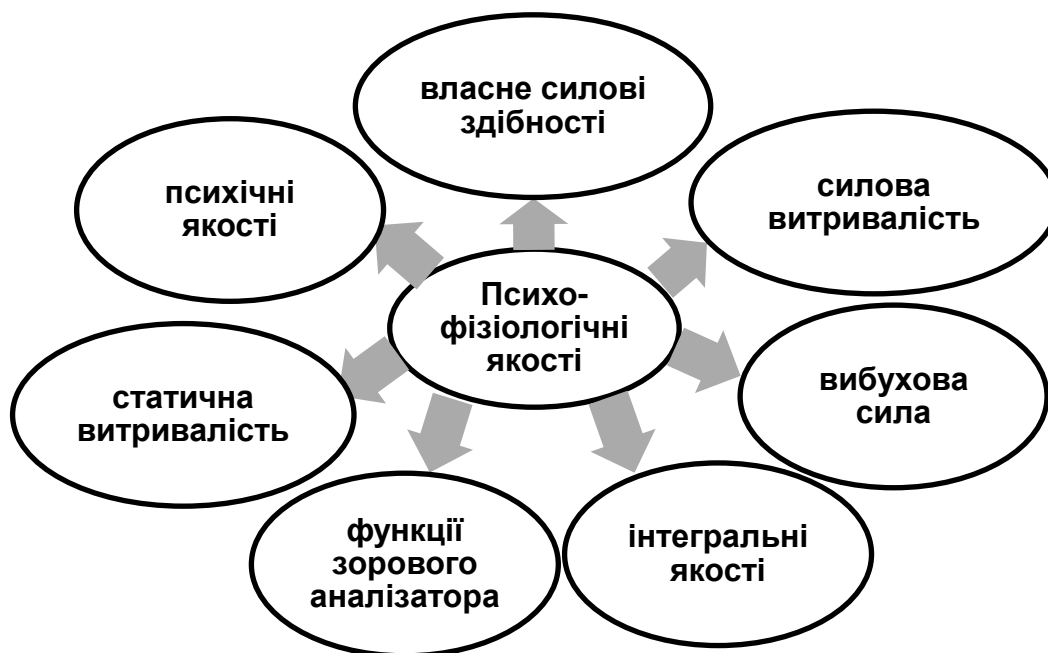 власне силові
здібності
психічні
якості
силова
витривалість
Психо-
фізіологічні
якості
статична
витривалість
вибухова
сила
функції
зорового
аналізатора
інтегральні
якості